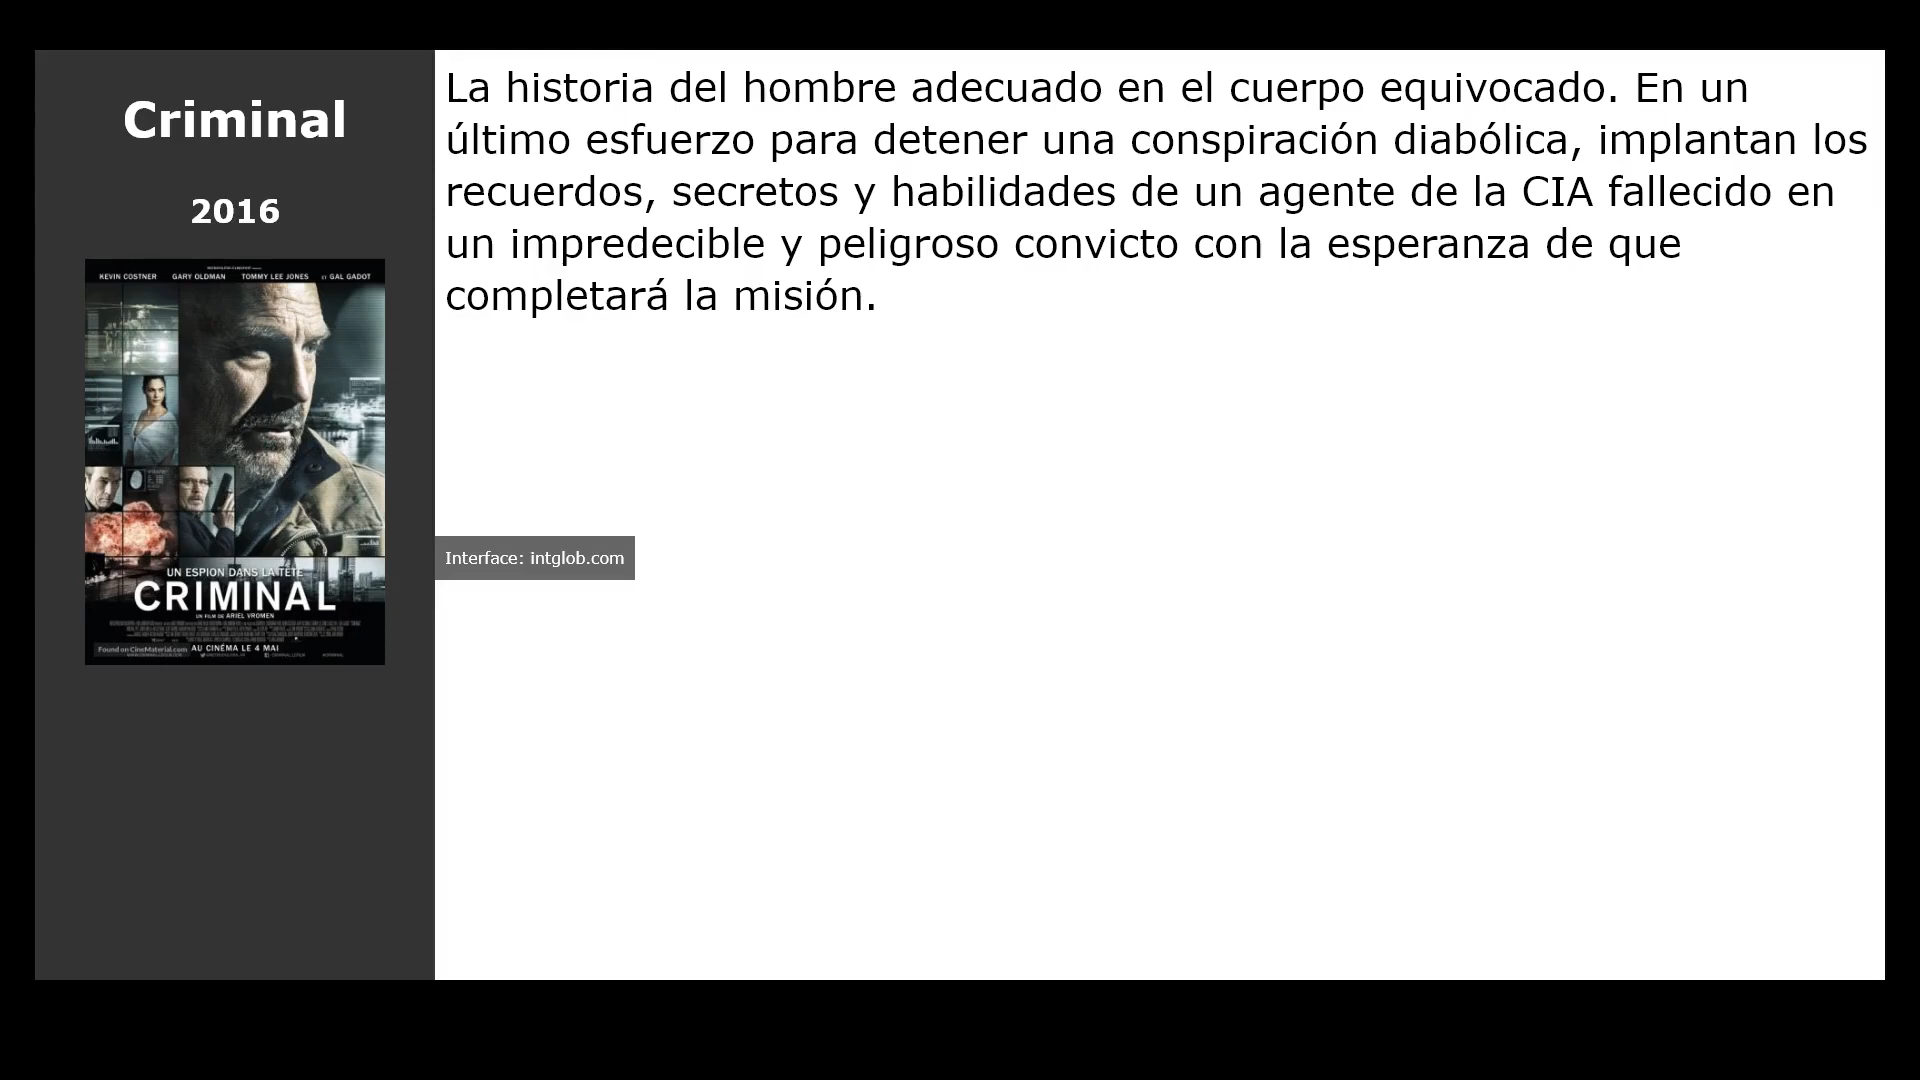 Criminal
2016
KEVIN COSTNER GARY OLDMAN TOMMY LEE JONES ET GAL GADOT
UN ESPION DANS LA TÊTE
CRIMINAL
UN FILM DE ARIEL VROMEN
Found on CineMaterial.com
AU CINÉMA LE 4 MAI
La historia del hombre adecuado en el cuerpo equivocado. En un
último esfuerzo para detener una conspiración diabólica, implantan los
recuerdos, secretos y habilidades de un agente de la CIA fallecido en
un impredecible y peligroso convicto con la esperanza de que
completará la misión.
Interface: intglob.com